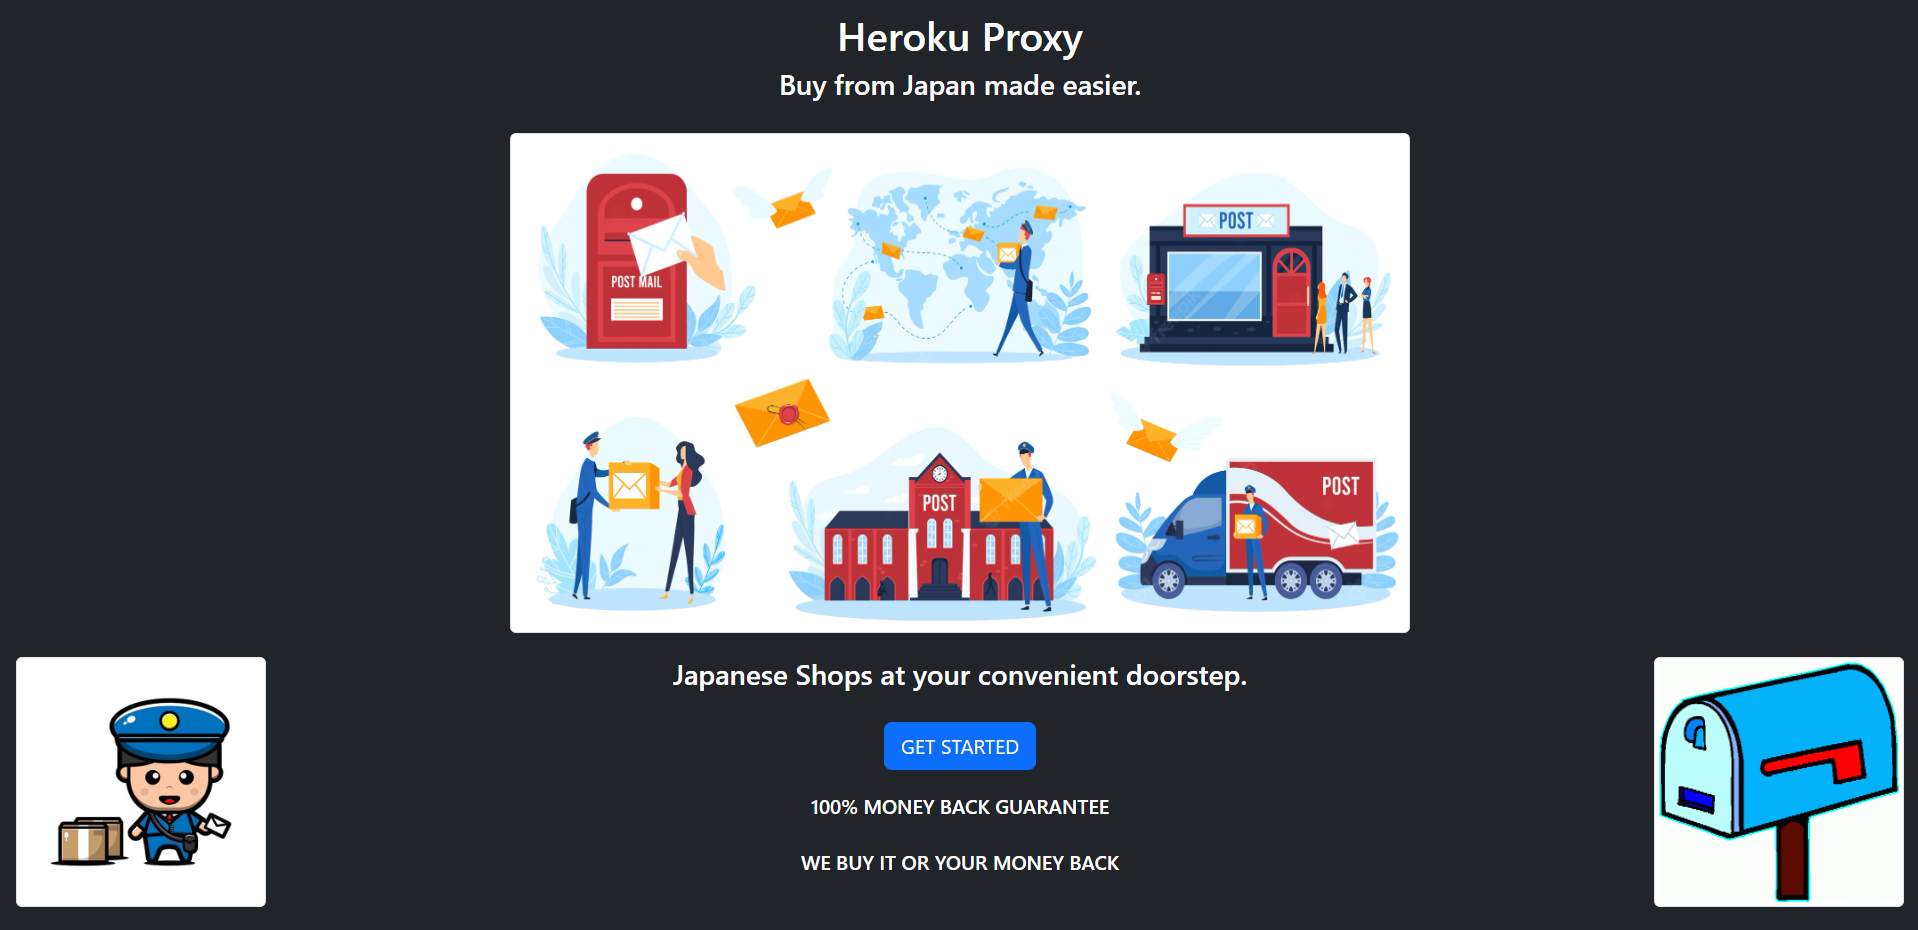 Heroku Proxy
Buy from Japan made easier.
POST MAIL
POST
POST
POST
Japanese Shops at your convenient doorstep.
GET STARTED
100% MONEY BACK GUARANTEE
WE BUY IT OR YOUR MONEY BACK